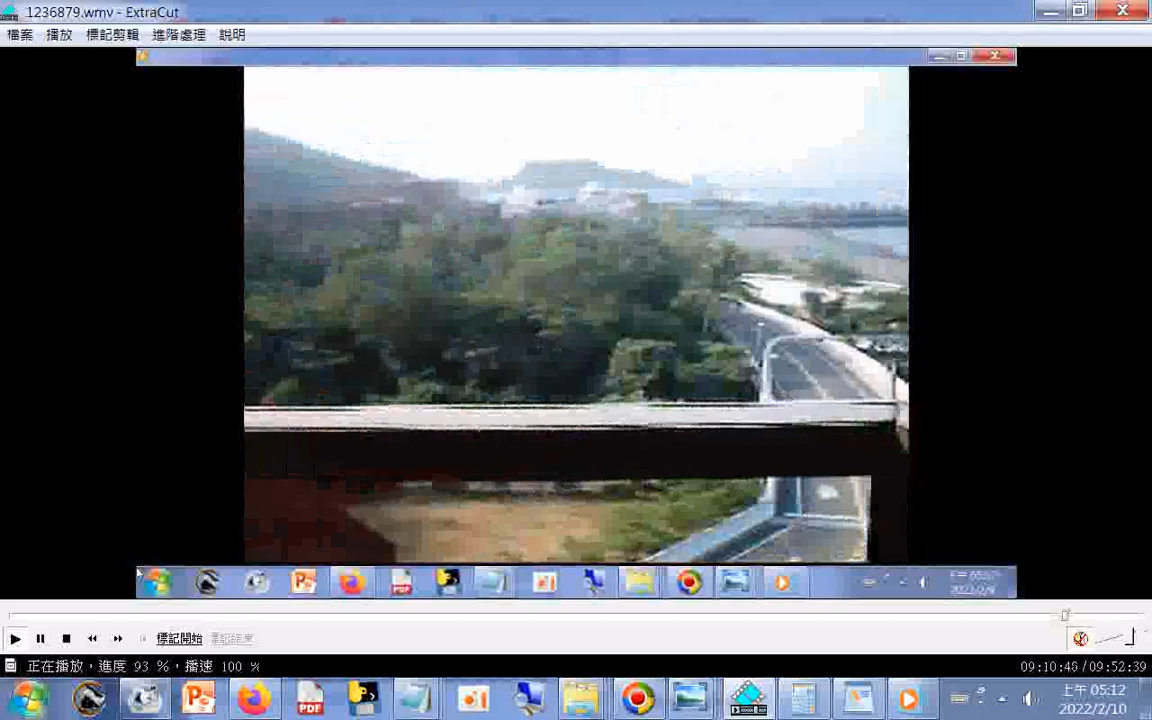 1236879.wmv - ExtraCut
檔案 播放 標記剪輯 進階處理 說明
PDF
標記開始 標記結束
正在播放，進度 93 %，播速 100 %
09:10:46 / 09:52:39
PDF
上午 05:12
2022/2/10